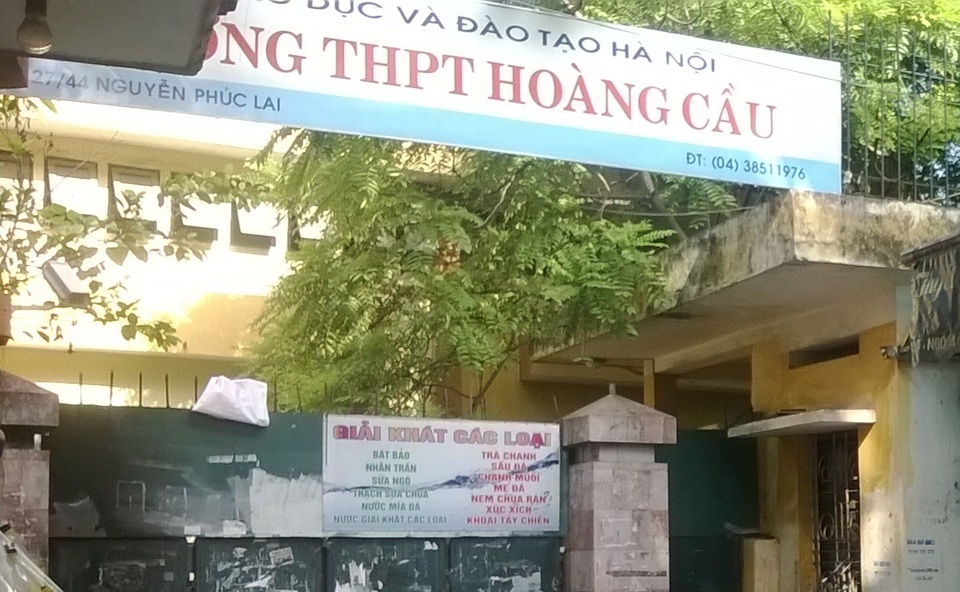 DỤC VÀ ĐÀO TẠO HÀ NỘI
ỜNG THPT HOÀNG CẦU
27/44 NGUYỄN PHÚC LAI
ĐT: (04) 38511976
GIẢI KHÁT CÁC LOẠI
BÁT BẢO
NHÂN TRẦN
SỮA NGÔ
THẠCH SỮA CHUA
NƯỚC MÍA ĐÁ
NƯỚC GIẢI KHÁT CÁC LOẠI
TRÀ CHANH
SẤU ĐÁ
CHANH MUỐI
MƠ ĐÁ
NEM CHUA RÁN
XÚC XÍCH
KHOAI TÂY CHIÊN